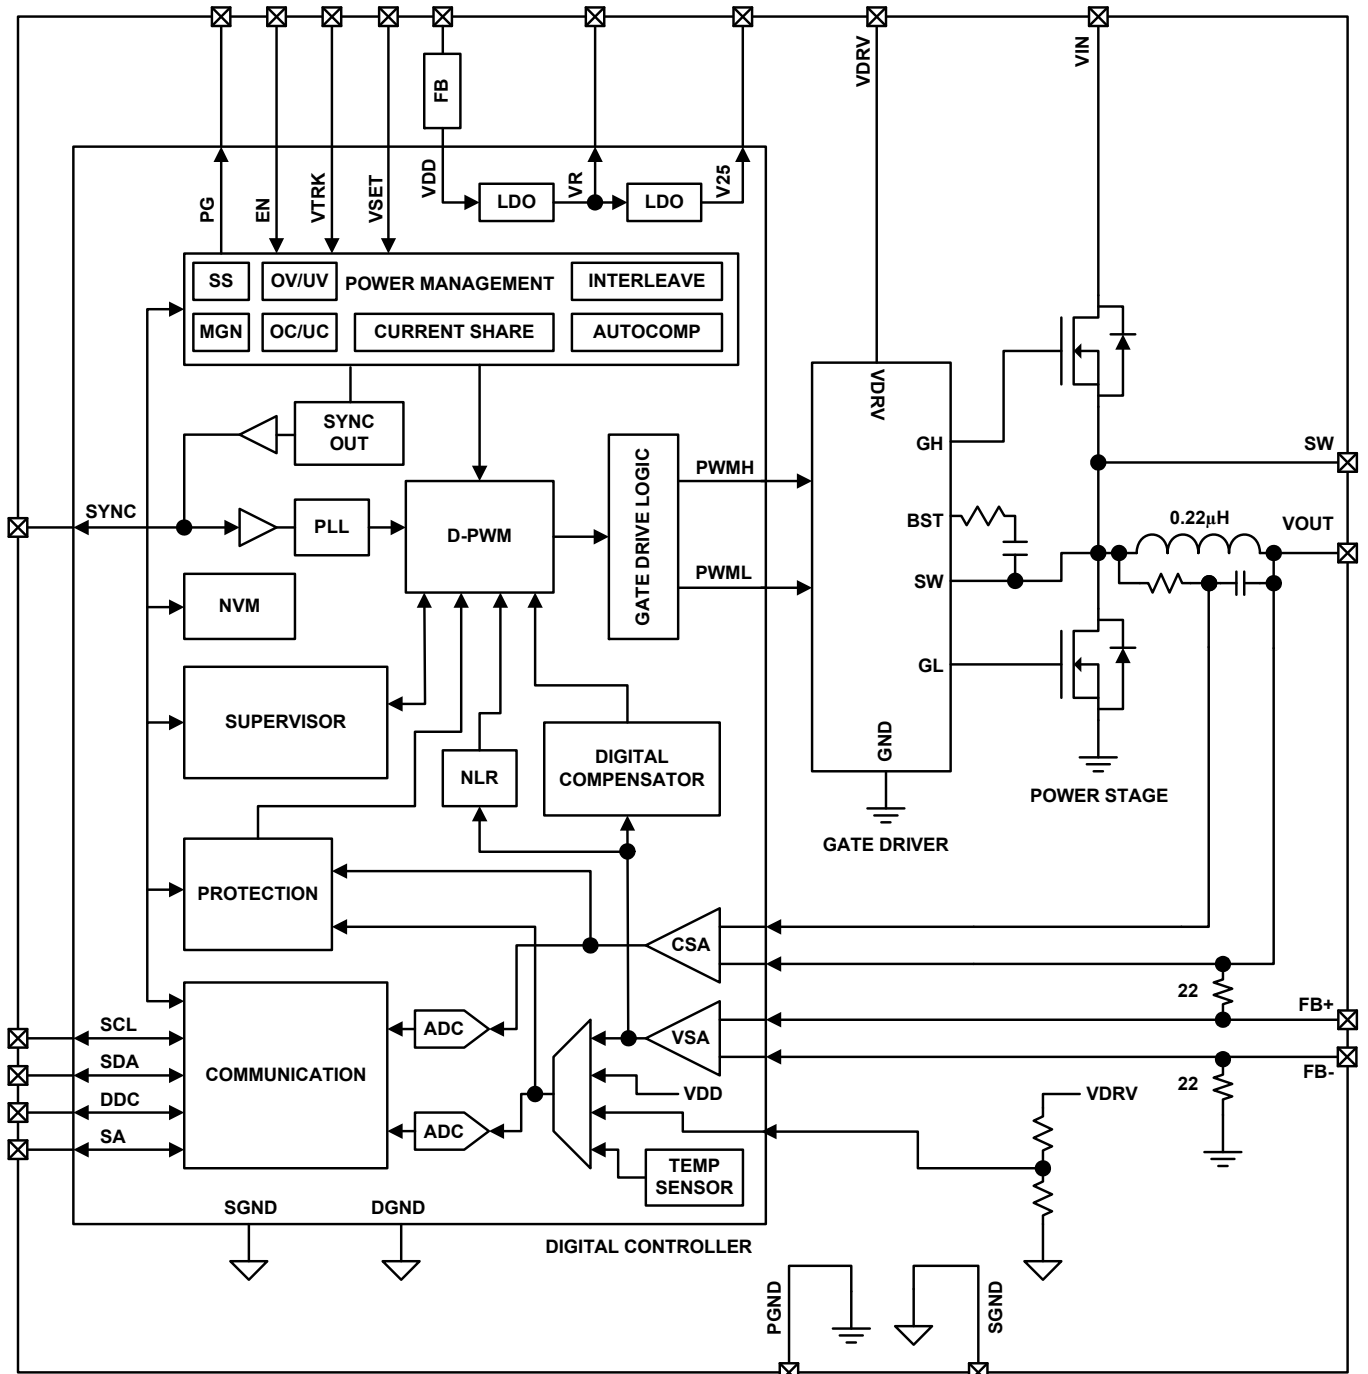 VDRV
VIN
FB
PG
EN
VTRK
VSET
VDD
VR
V25
LDO
LDO
SS
OV/UV
POWER MANAGEMENT
INTERLEAVE
MGN
OC/UC
CURRENT SHARE
AUTOCOMP
SYNC
OUT
SYNC
PLL
D-PWM
GATE DRIVE LOGIC
PWMH
PWML
VDRV
GH
BST
SW
GL
GND
GATE DRIVER
SW
0.22μH
VOUT
POWER STAGE
NVM
SUPERVISOR
NLR
DIGITAL
COMPENSATOR
PROTECTION
CSA
VSA
22
FB+
FB-
22
SCL
SDA
DDC
SA
COMMUNICATION
ADC
ADC
VDD
VDRV
TEMP
SENSOR
SGND
DGND
DIGITAL CONTROLLER
PGND
SGND